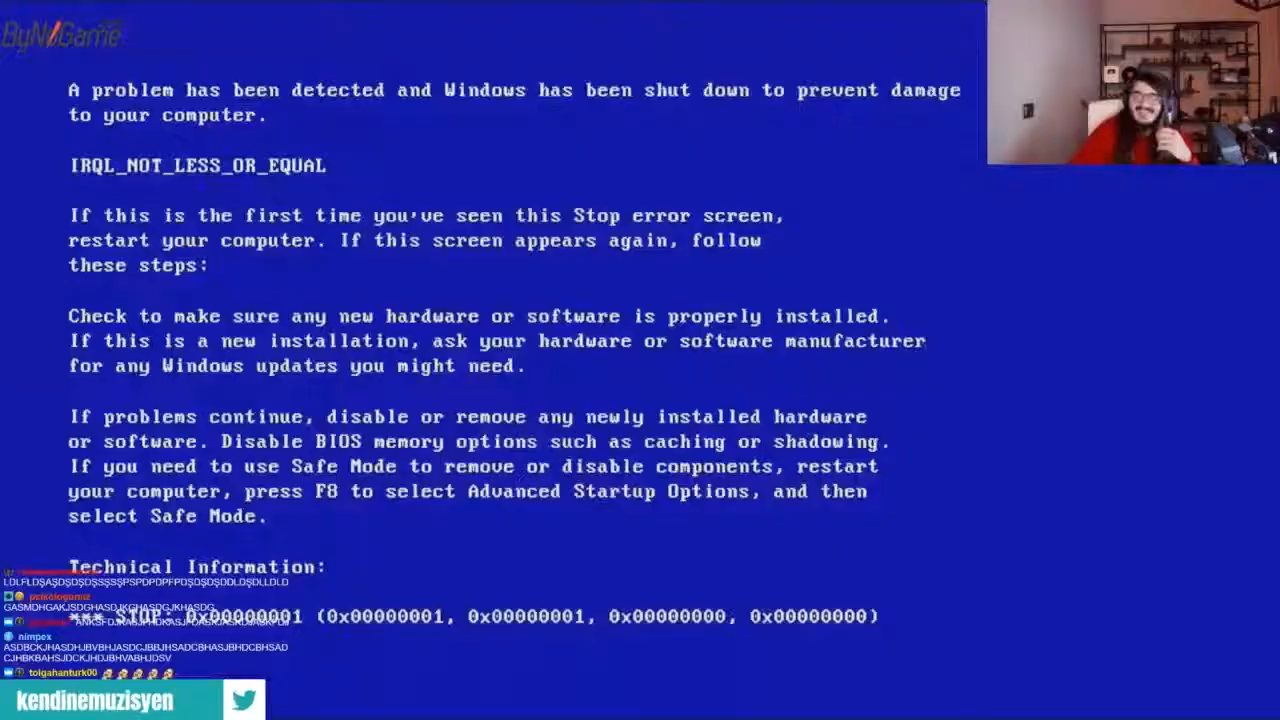 ByNoGame
A problem has been detected and Windows has been shut down to prevent damage
to your computer.
IRQL_NOT_LESS_OR_EQUAL
If this is the first time you've seen this Stop error screen,
restart your computer. If this screen appears again, follow
these steps:
Check to make sure any new hardware or software is properly installed.
If this is a new installation, ask your hardware or software manufacturer
for any Windows updates you might need.
If problems continue, disable or remove any newly installed hardware
or software. Disable BIOS memory options such as caching or shadowing.
If you need to use Safe Mode to remove or disable components, restart
your computer, press F8 to select Advanced Startup Options, and then
select Safe Mode.
Technical Information:
*** STOP: 0x00000001 (0x00000001, 0x00000001, 0x00000000, 0x00000000)
nimpex
tolgahanturk00
kendinemuzisyen